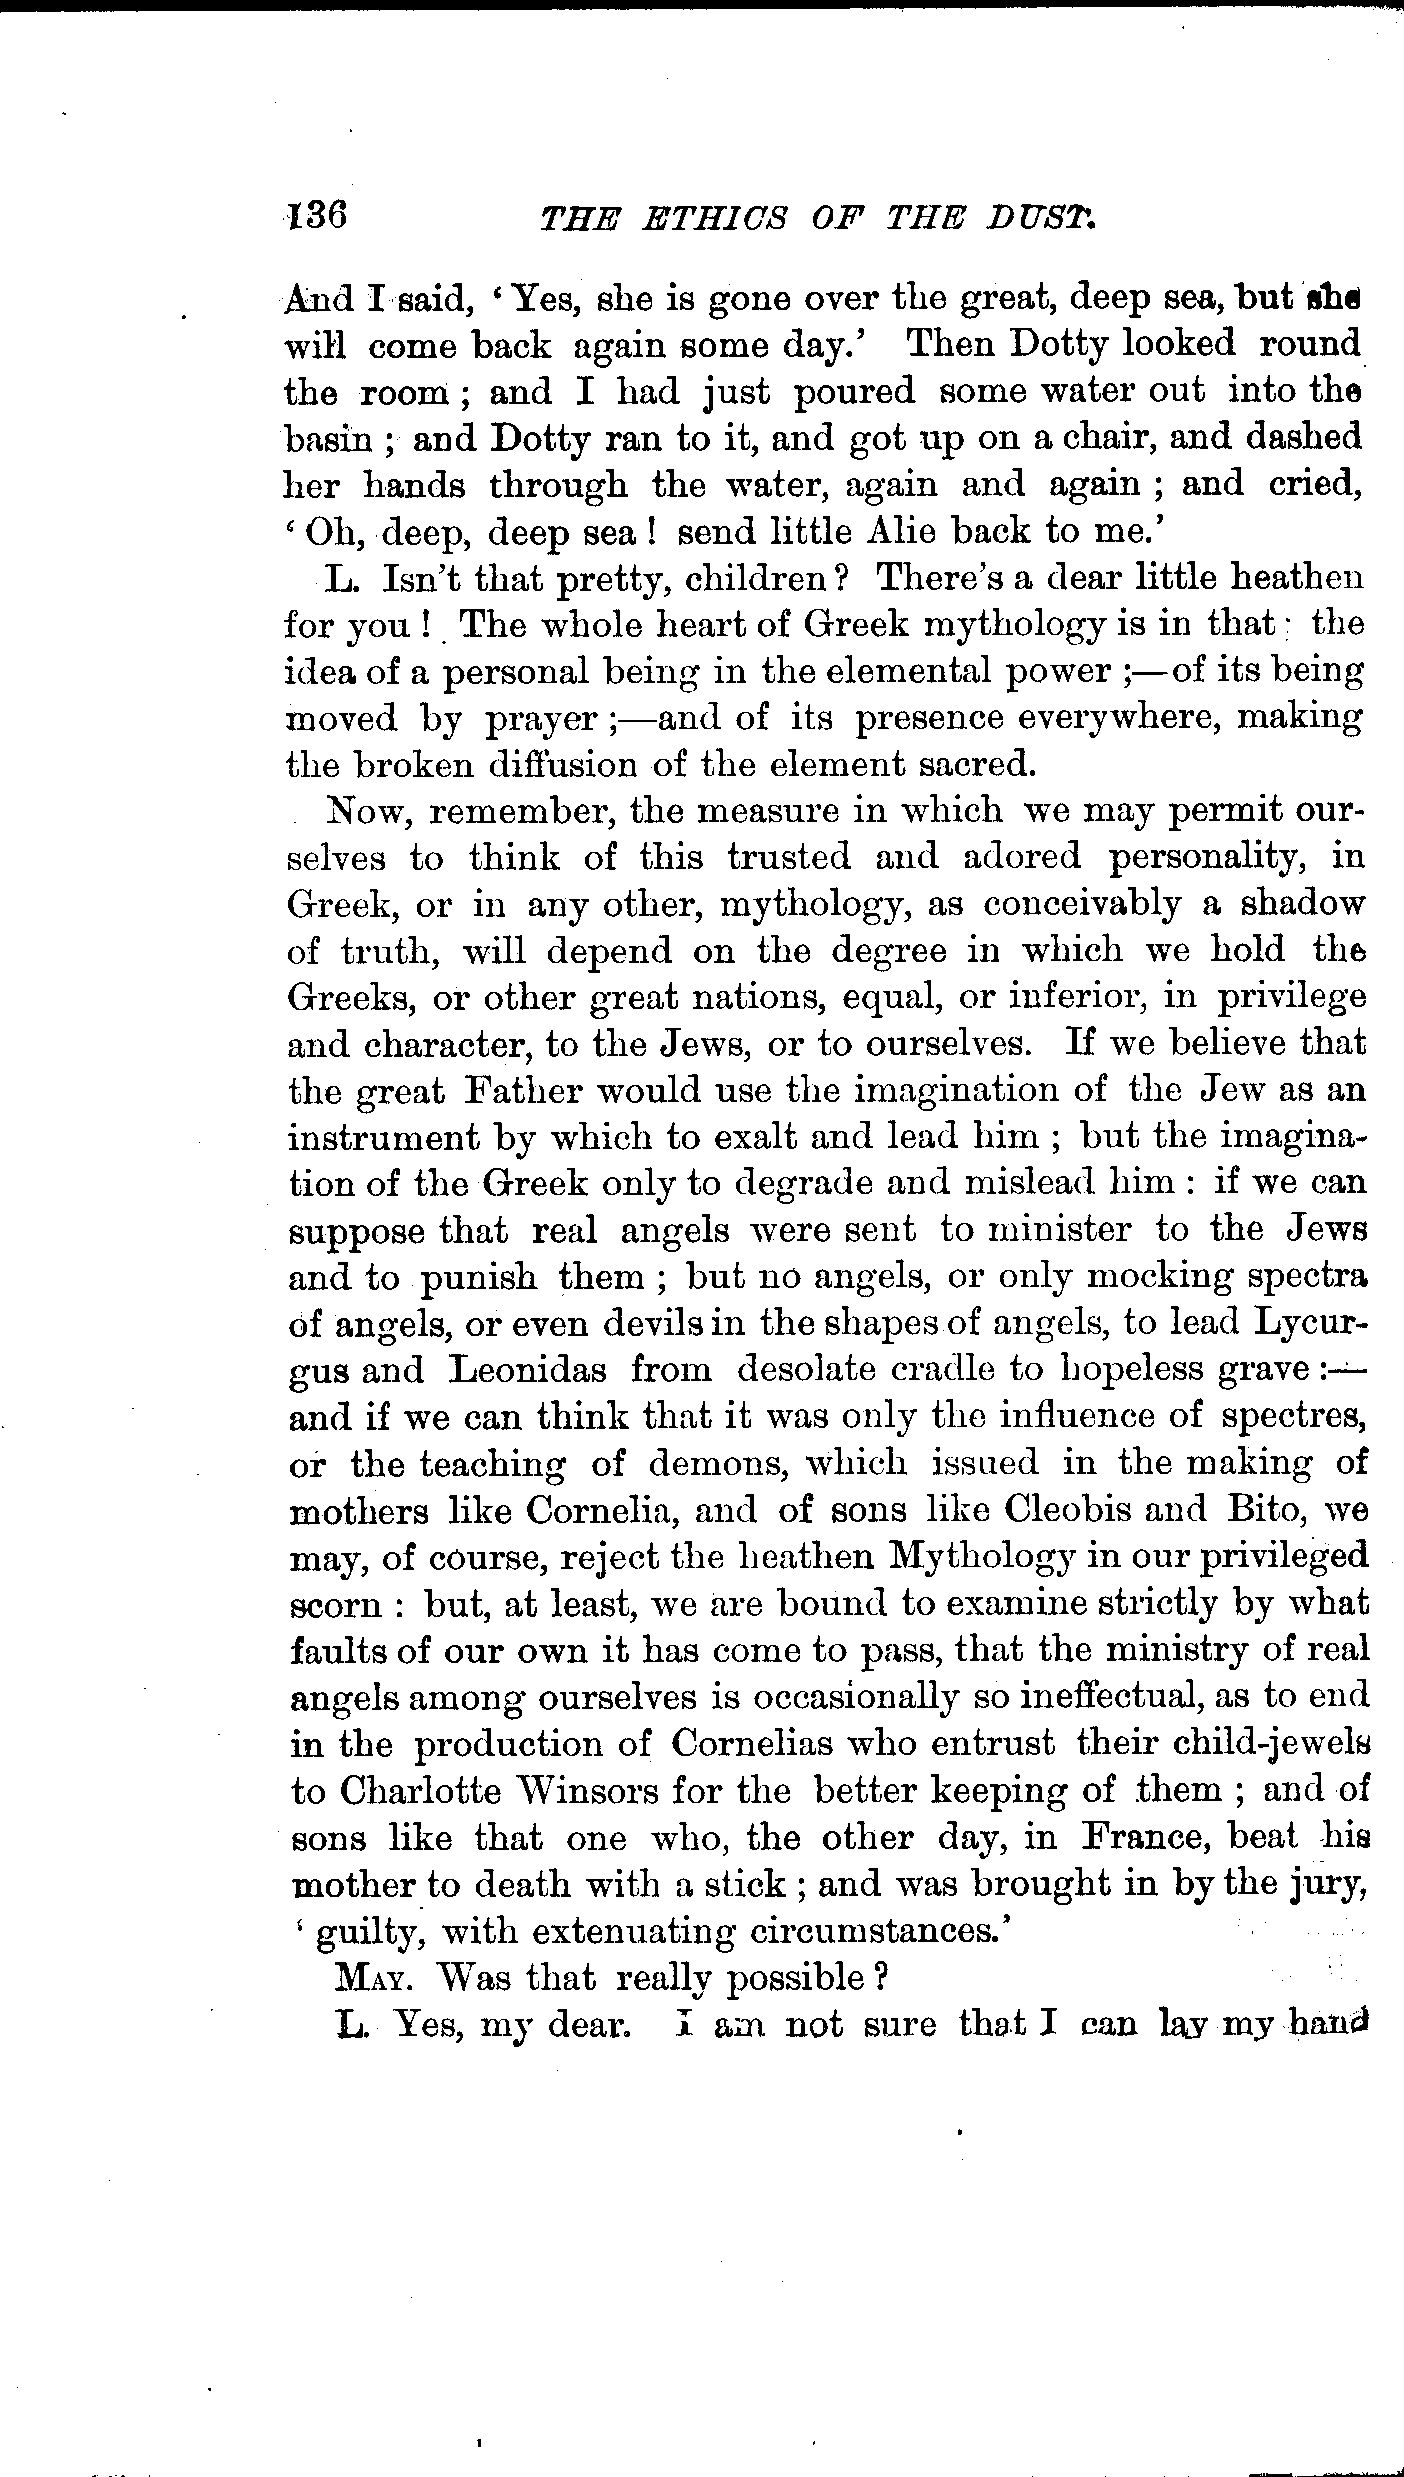 136 THE ETHICS OF THE DUST.
And I said, ‘Yes, she is gone over the great, deep sea, but she
will come back again some day.’ Then Dotty looked round
the room ; and I had just poured some water out into the
basin ; and Dotty ran to it, and got up on a chair, and dashed
her hands through the water, again and again ; and cried,
‘Oh, deep, deep sea ! send little Alie back to me.’
L. Isn't that pretty, children ? There's a dear little heathen
for you ! The whole heart of Greek mythology is in that : the
idea of a personal being in the elemental power ;—of its being
moved by prayer ;—and of its presence everywhere, making
the broken diffusion of the element sacred.
Now, remember, the measure in which we may permit our-
selves to think of this trusted and adored personality, in
Greek, or in any other, mythology, as conceivably a shadow
of truth, will depend on the degree in which we hold the
Greeks, or other great nations, equal, or inferior, in privilege
and character, to the Jews, or to ourselves. If we believe that
the great Father would use the imagination of the Jew as an
instrument by which to exalt and lead him ; but the imagina-
tion of the Greek only to degrade and mislead him : if we can
suppose that real angels were sent to minister to the Jews
and to punish them ; but no angels, or only mocking spectra
of angels, or even devils in the shapes of angels, to lead Lycur-
gus and Leonidas from desolate cradle to hopeless grave :—
and if we can think that it was only the influence of spectres,
or the teaching of demons, which issued in the making of
mothers like Cornelia, and of sons like Cleobis and Bito, we
may, of course, reject the heathen Mythology in our privileged
scorn : but, at least, we are bound to examine strictly by what
faults of our own it has come to pass, that the ministry of real
angels among ourselves is occasionally so ineffectual, as to end
in the production of Cornelias who entrust their child-jewels
to Charlotte Winsors for the better keeping of them ; and of
sons like that one who, the other day, in France, beat his
mother to death with a stick ; and was brought in by the jury,
‘guilty, with extenuating circumstances.’
MAY. Was that really possible ?
L. Yes, my dear. I am not sure that I can lay my hand